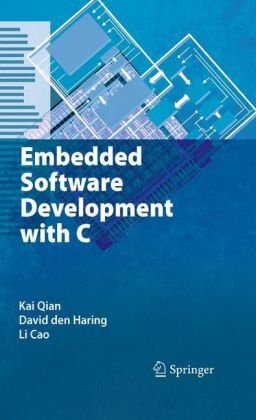 Embedded
Software
Development
with C
Kai Qian
David den Haring
Li Cao
Springer